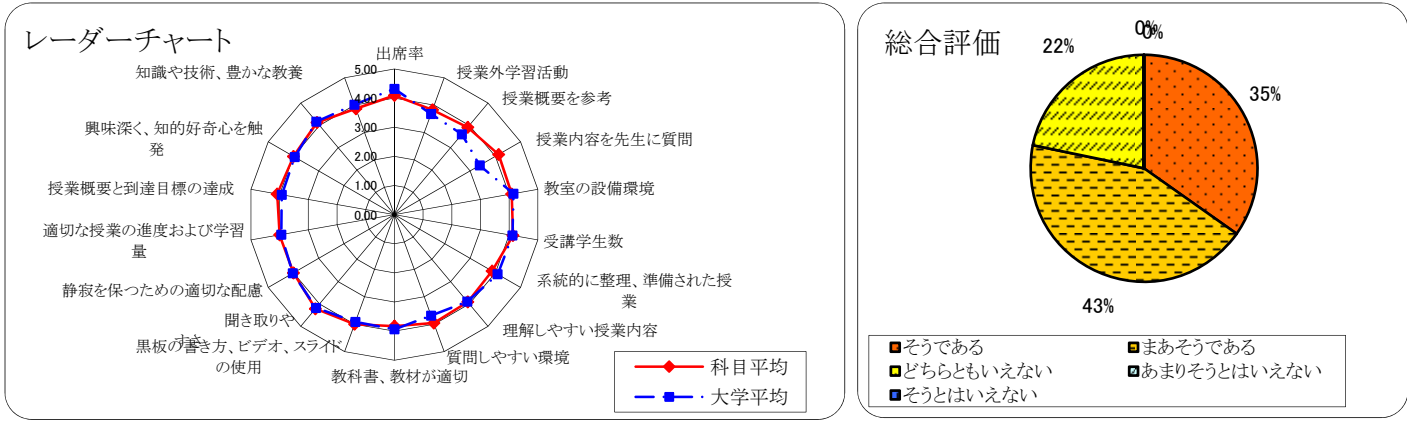 レーダーチャート
出席率
授業外学習活動
授業概要を参考
授業内容を先生に質問
教室の設備環境
受講学生数
系統的に整理、準備された授
業
理解しやすい授業内容
質問しやすい環境
教科書、教材が適切
黒板の書き方、ビデオ、スライド
の使用
聞き取りや
すさ
静寂を保つための適切な配慮
適切な授業の進度および学習
量
授業概要と到達目標の達成
興味深く、知的好奇心を触
発
知識や技術、豊かな教養
5.00
4.00
3.00
2.00
1.00
0.00
科目平均
大学平均
総合評価
0%
0%
22%
35%
43%
そうである
まあそうである
どちらともいえない
あまりそうとはいえない
そうとはいえない